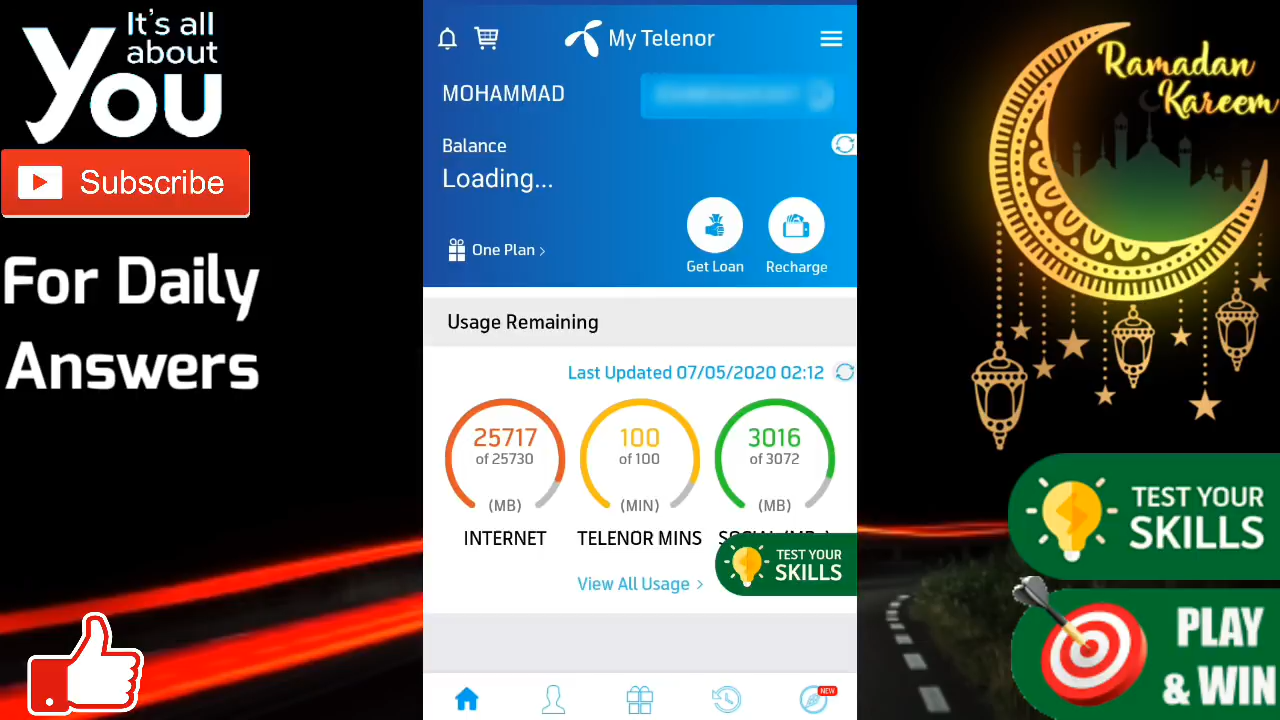 It's all
about
You
Subscribe
For Daily
Answers
My Telenor
MOHAMMAD
Balance
Loading...
One Plan >
Get Loan
Recharge
Usage Remaining
Last Updated 07/05/2020 02:12
25717
of 25730
(MB)
INTERNET
100
of 100
(MIN)
TELENOR MINS
3016
of 3072
(MB)
TEST YOUR
SKILLS
View All Usage >
NEW
Ramadan
Kareem
TEST YOUR
SKILLS
PLAY
& WIN